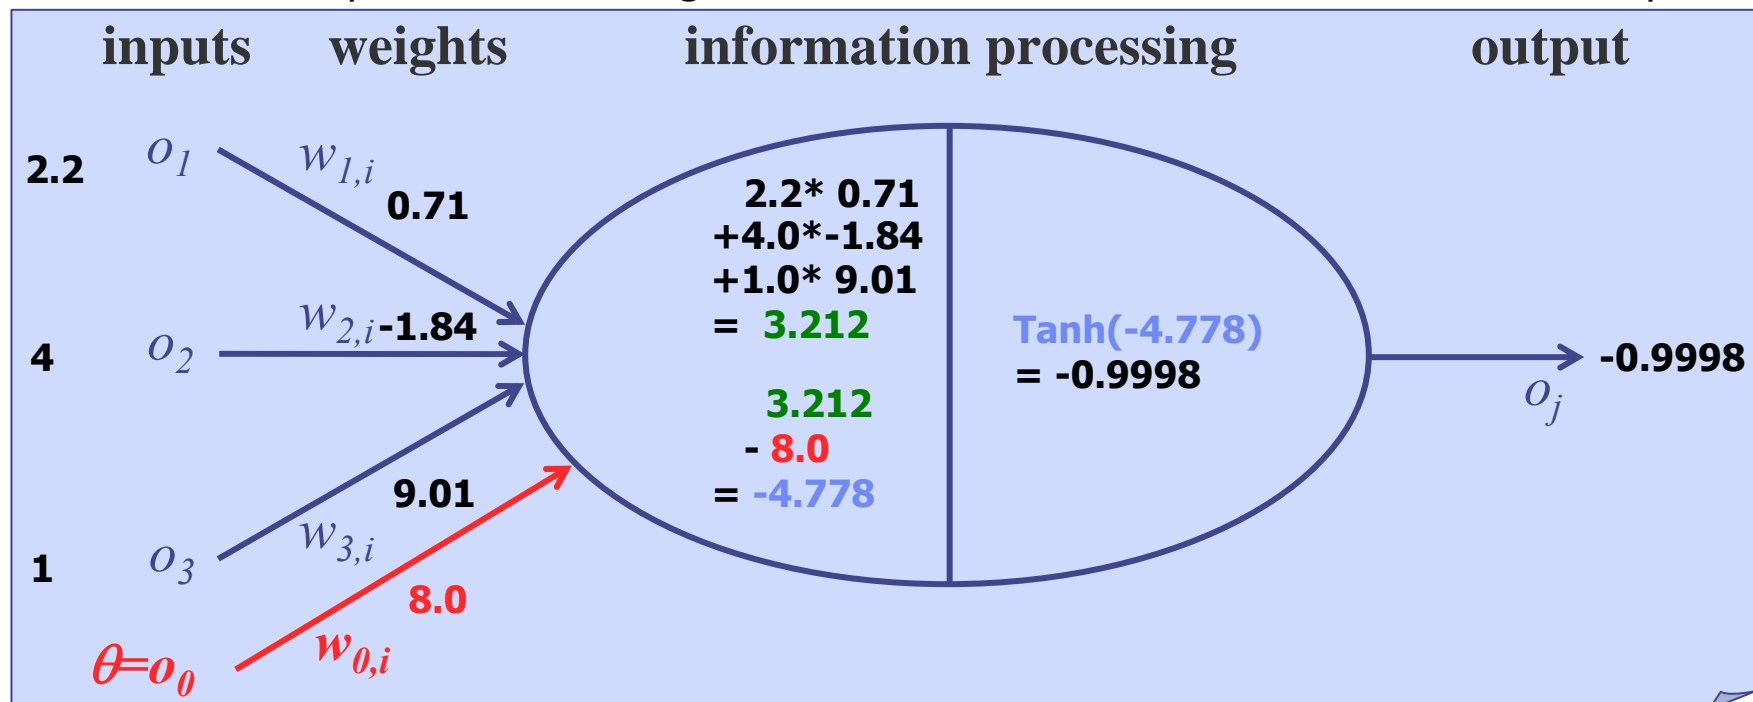 inputs weights information processing output
2.2 o1 w1,i
0.71
2.2* 0.71
+4.0*-1.84
+1.0* 9.01
= 3.212
3.212
- 8.0
= -4.778
Tanh(-4.778)
= -0.9998
4 o2 w2,i -1.84
-0.9998
oj
9.01
1 o3 w3,i
8.0
θ=o0 w0,i